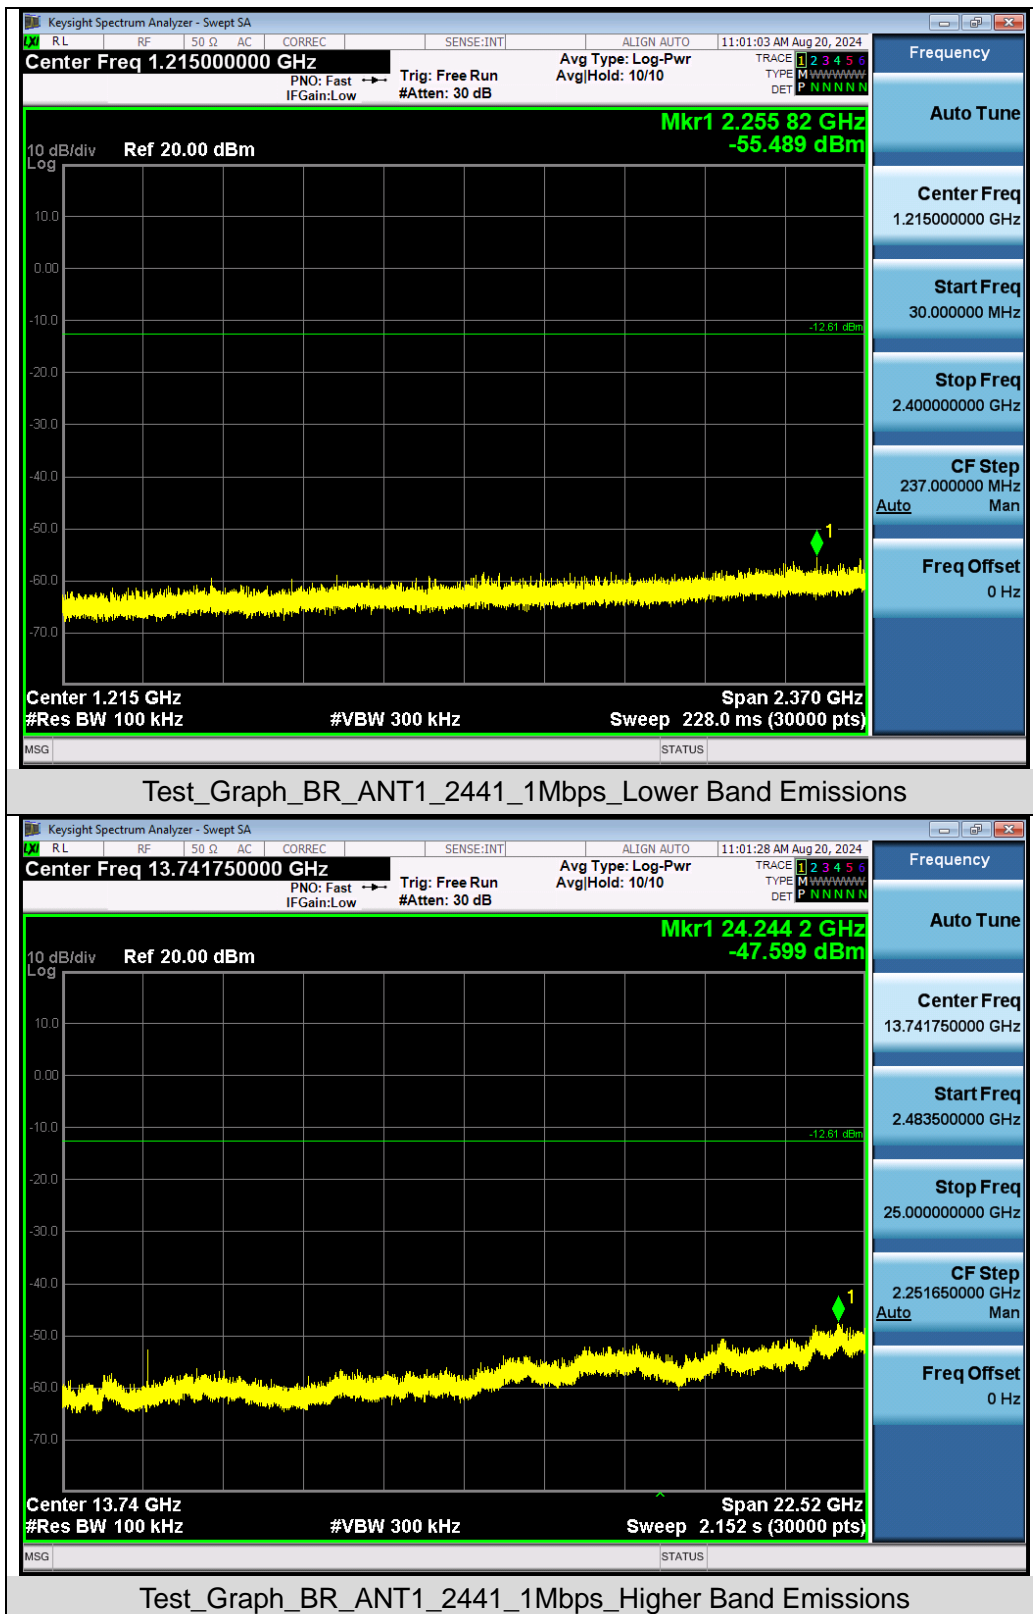 Keysight Spectrum Analyzer - Swept SA
LXI RL RF 50 Ω AC CORREC SENSE:INT ALIGN AUTO 11:01:03 AM Aug 20, 2024
Center Freq 1.215000000 GHz
PNO: Fast
IFGain:Low
Trig: Free Run
#Atten: 30 dB
Avg Type: Log-Pwr
Avg|Hold: 10/10
TRACE 1 2 3 4 5 6
TYPE M WWWWW
DET P N N N N N
Frequency
Auto Tune
Center Freq
1.215000000 GHz
Start Freq
30.000000 MHz
Stop Freq
2.400000000 GHz
CF Step
237.000000 MHz
Auto Man
Freq Offset
0 Hz
Mkr1 2.255 82 GHz
-55.489 dBm
10 dB/div Ref 20.00 dBm
Log
10.0
0.00
-10.0
-12.61 dBm
-20.0
-30.0
-40.0
-50.0
1
-60.0
-70.0
Center 1.215 GHz Span 2.370 GHz
#Res BW 100 kHz #VBW 300 kHz Sweep 228.0 ms (30000 pts)
MSG STATUS
Test_Graph_BR_ANT1_2441_1Mbps_Lower Band Emissions
Keysight Spectrum Analyzer - Swept SA
LXI RL RF 50 Ω AC CORREC SENSE:INT ALIGN AUTO 11:01:28 AM Aug 20, 2024
Center Freq 13.741750000 GHz
PNO: Fast
IFGain:Low
Trig: Free Run
#Atten: 30 dB
Avg Type: Log-Pwr
Avg|Hold: 10/10
TRACE 1 2 3 4 5 6
TYPE M WWWWW
DET P N N N N N
Frequency
Auto Tune
Center Freq
13.741750000 GHz
Start Freq
2.483500000 GHz
Stop Freq
25.000000000 GHz
CF Step
2.251650000 GHz
Auto Man
Freq Offset
0 Hz
Mkr1 24.244 2 GHz
-47.599 dBm
10 dB/div Ref 20.00 dBm
Log
10.0
0.00
-10.0
-12.61 dBm
-20.0
-30.0
-40.0
1
-50.0
-60.0
-70.0
Center 13.74 GHz Span 22.52 GHz
#Res BW 100 kHz #VBW 300 kHz Sweep 2.152 s (30000 pts)
MSG STATUS
Test_Graph_BR_ANT1_2441_1Mbps_Higher Band Emissions